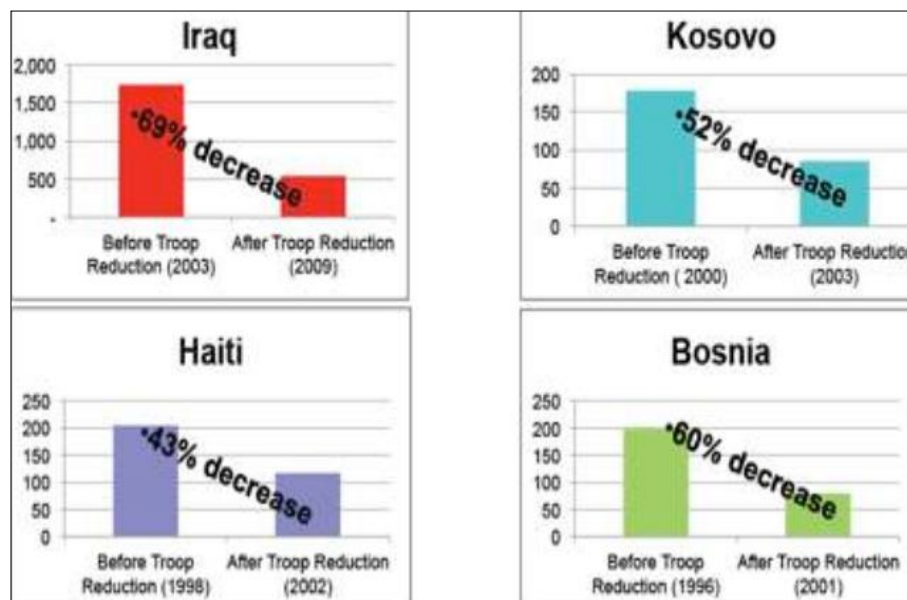 Iraq
2,000
1,500
1,000
500
-
·69% decrease
Before Troop
Reduction (2003)
After Troop Reduction
(2009)
Kosovo
200
150
100
50
0
·52% decrease
Before Troop
Reduction ( 2000)
After Troop Reduction
(2003)
Haiti
250
200
150
100
50
0
·43% decrease
Before Troop
Reduction (1998)
After Troop Reduction
(2002)
Bosnia
250
200
150
100
50
0
·60% decrease
Before Troop
Reduction (1996)
After Troop Reduction
(2001)